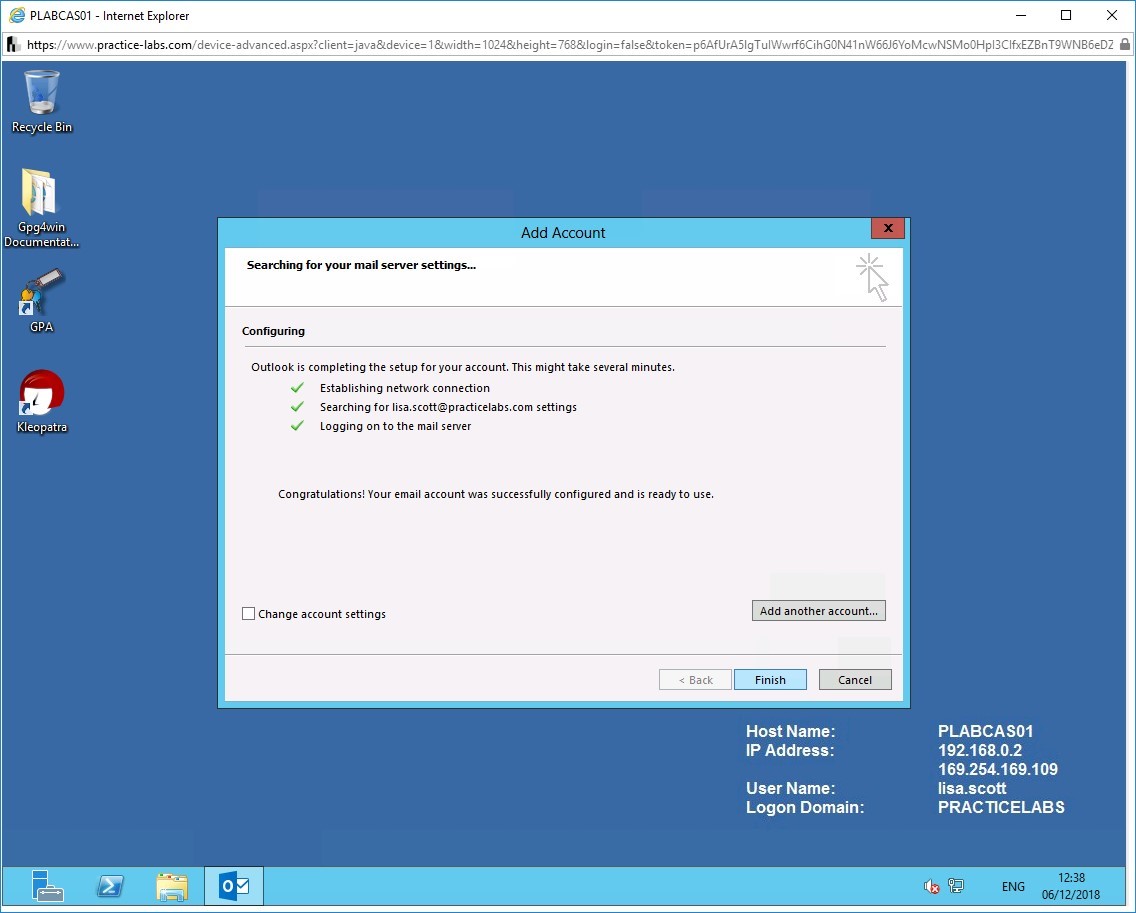 PLABCAS01 - Internet Explorer
https://www.practice-labs.com/device-advanced.aspx?client=java&device=1&width=1024&height=768&login=false&token=
Recycle Bin
Gpg4win
Documentat...
GPA
Kleopatra
Add Account
x
Searching for your mail server settings...
Configuring
Outlook is completing the setup for your account. This might take several minutes.
Establishing network connection
Searching for lisa.scott@practicelabs.com settings
Logging on to the mail server
Congratulations! Your email account was successfully configured and is ready to use.
Change account settings
Add another account...
< Back
Finish
Cancel
Host Name: PLABCAS01
IP Address: 192.168.0.2
169.254.169.109
User Name: lisa.scott
Logon Domain: PRACTICELABS
ENG
12:38
06/12/2018